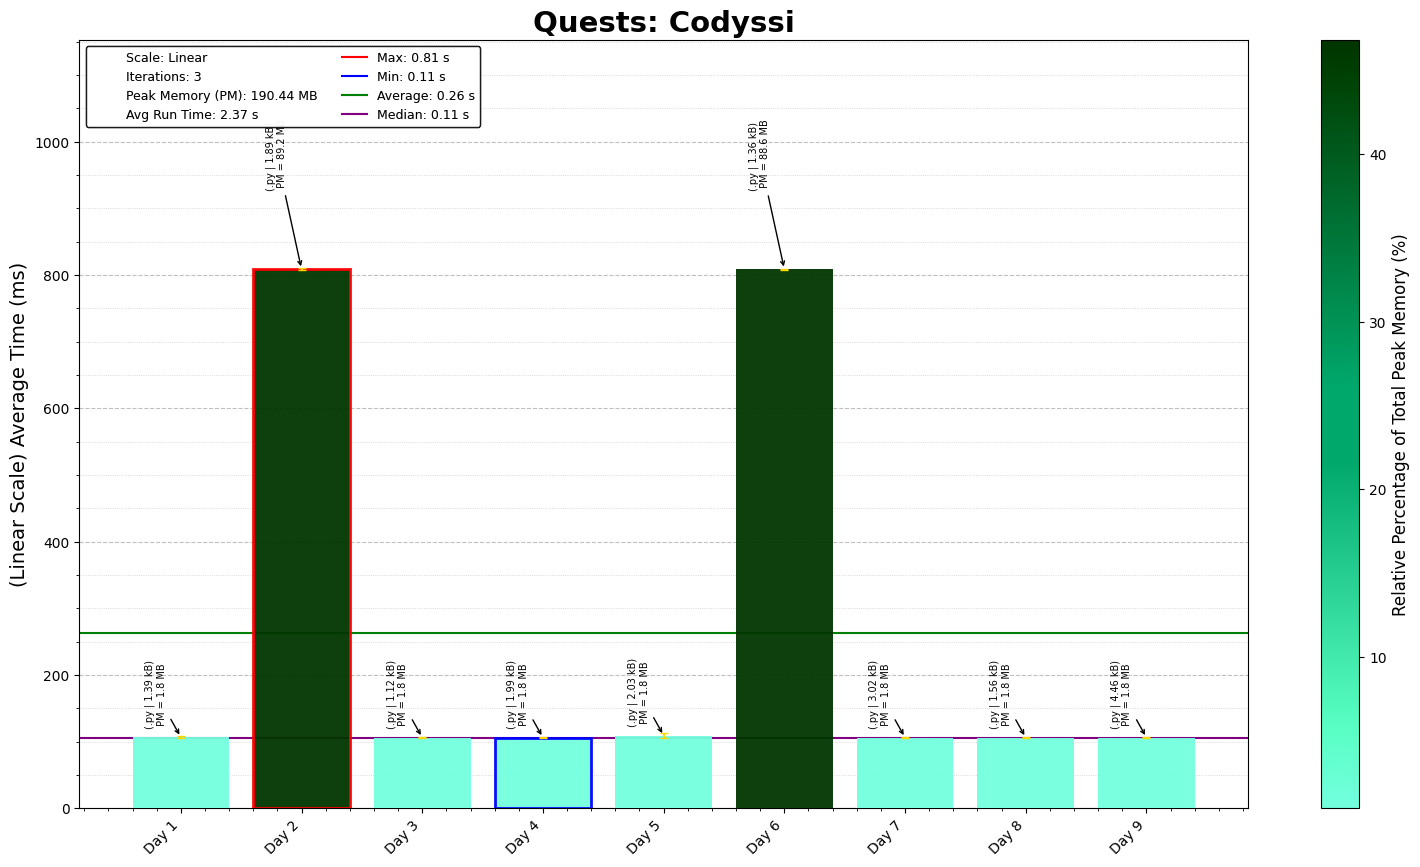 Quests: Codyssi
Scale: Linear
Iterations: 3
Peak Memory (PM): 190.44 MB
Avg Run Time: 2.37 s
Max: 0.81 s
Min: 0.11 s
Average: 0.26 s
Median: 0.11 s
(Linear Scale) Average Time (ms)
1000
800
600
400
200
0
(.py | 1.39 kB)
PM = 1.8 MB
(.py | 1.89 kB)
PM = 89.2 M
(.py | 1.12 kB)
PM = 1.8 MB
(.py | 1.99 kB)
PM = 1.8 MB
(.py | 2.03 kB)
PM = 1.8 MB
(.py | 1.36 kB)
PM = 88.6 MB
(.py | 3.02 kB)
PM = 1.8 MB
(.py | 1.56 kB)
PM = 1.8 MB
(.py | 4.46 kB)
PM = 1.8 MB
Day 1
Day 2
Day 3
Day 4
Day 5
Day 6
Day 7
Day 8
Day 9
40
30
20
10
Relative Percentage of Total Peak Memory (%)